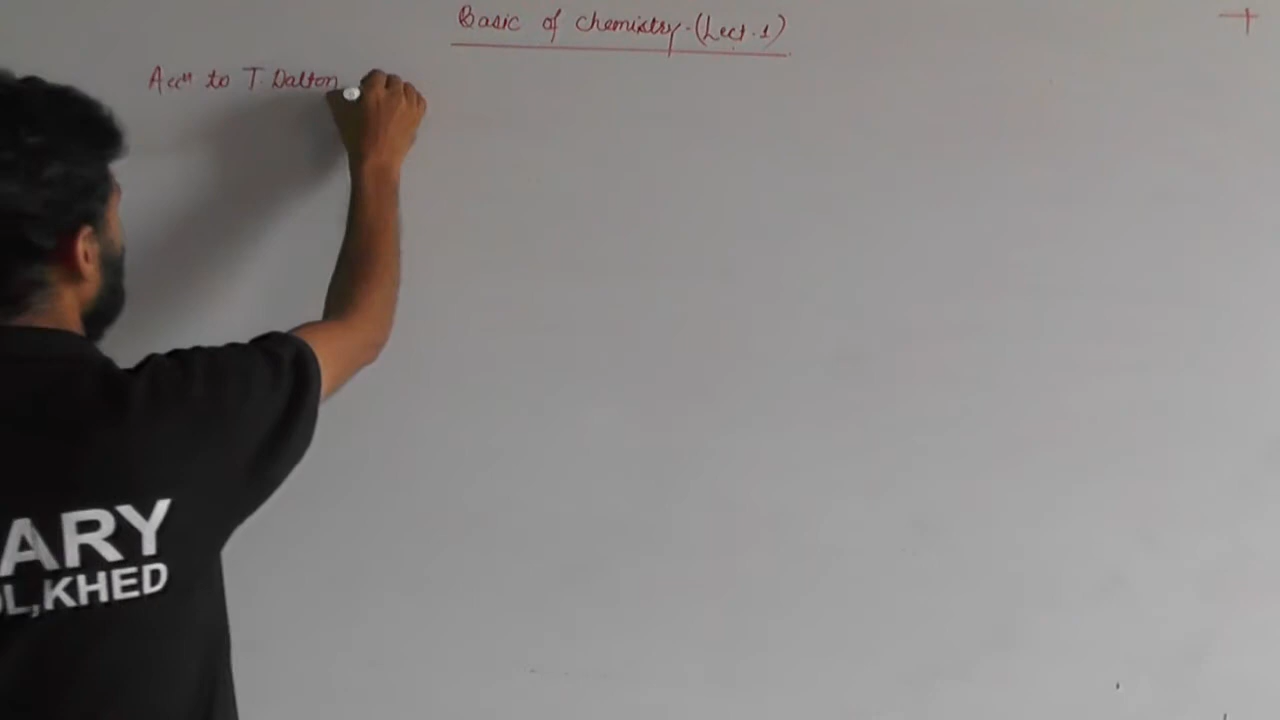 Basic of chemistry.(Lect.1)
Accⁿ to T. Dalton
ARY
OL,KHED